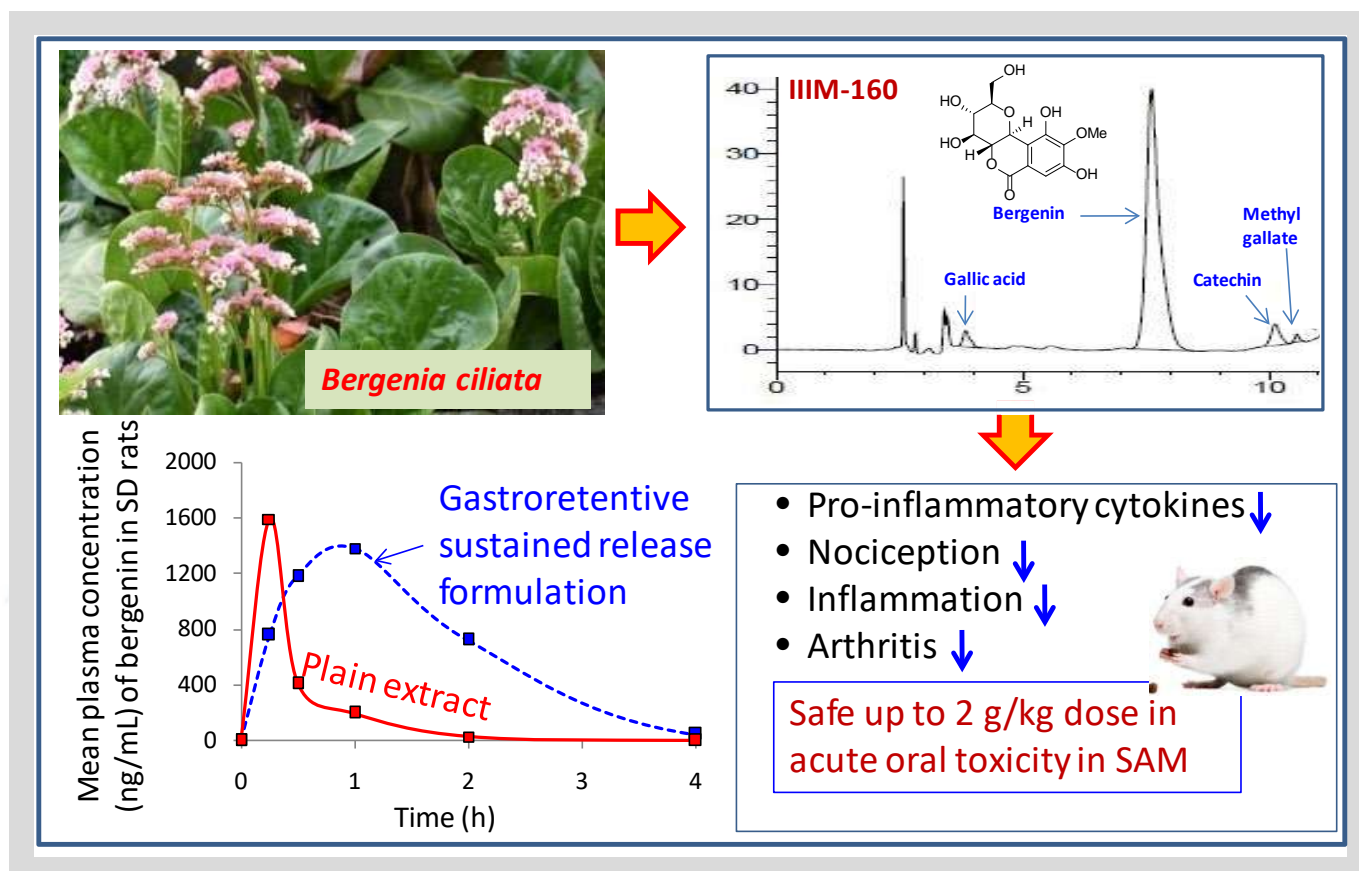 Bergenia ciliata
IIIM-160
40
30
20
10
0
0
5
10
OH
HO
O
H
OH
OMe
HO
H
O
O
OH
Bergenin
Gallic acid
Catechin
Methyl
gallate
Mean plasma concentration
(ng/mL) of bergenin in SD rats
2000
1600
1200
800
400
0
0
1
2
3
4
Time (h)
Gastroretentive
sustained release
formulation
Plain extract
• Pro-inflammatory cytokines
• Nociception
• Inflammation
• Arthritis
Safe up to 2 g/kg dose in
acute oral toxicity in SAM